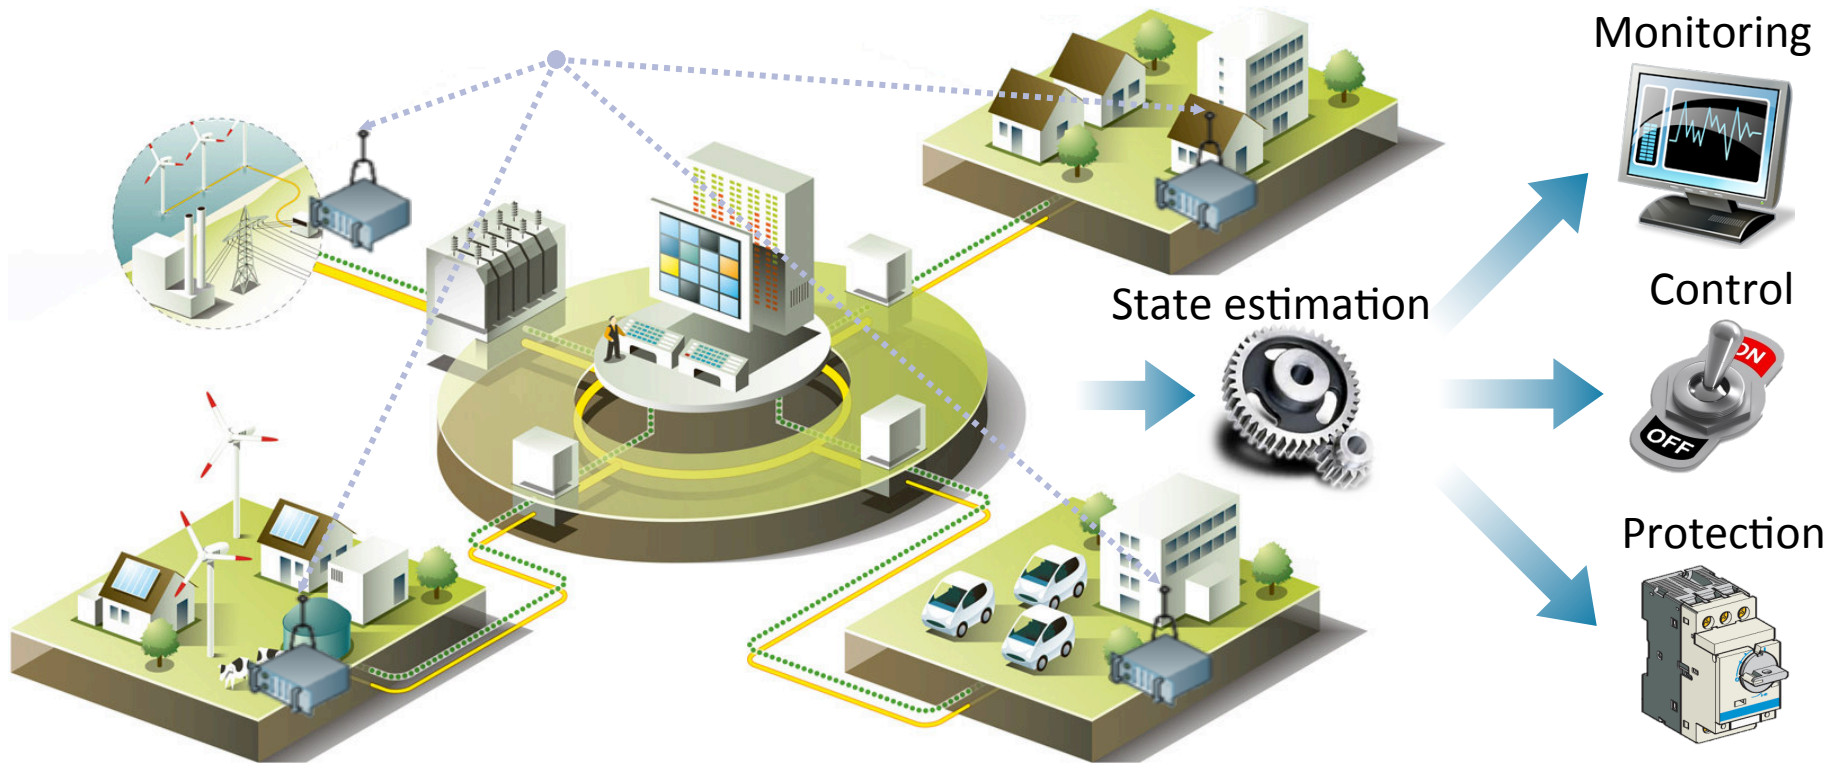 Monitoring
State estimation
Control
ON
OFF
Protection